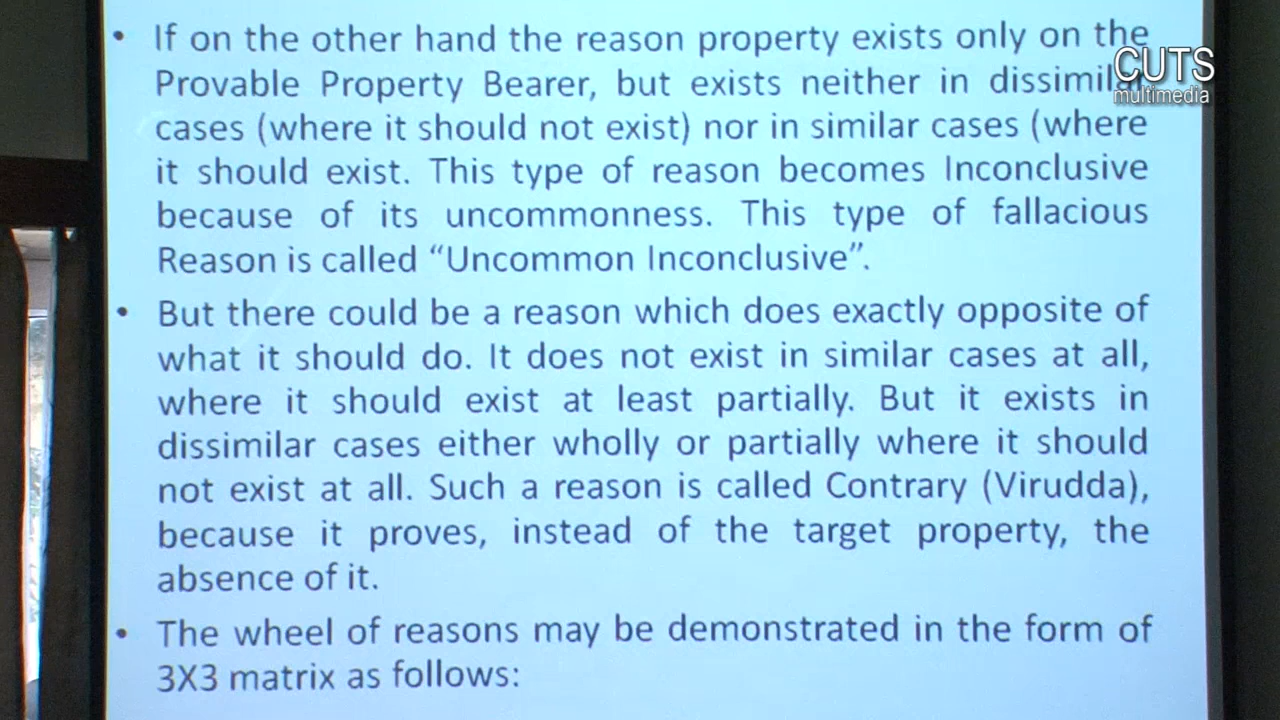 • If on the other hand the reason property exists only on the
Provable Property Bearer, but exists neither in dissimilar
cases (where it should not exist) nor in similar cases (where
it should exist. This type of reason becomes Inconclusive
because of its uncommonness. This type of fallacious
Reason is called “Uncommon Inconclusive”.
• But there could be a reason which does exactly opposite of
what it should do. It does not exist in similar cases at all,
where it should exist at least partially. But it exists in
dissimilar cases either wholly or partially where it should
not exist at all. Such a reason is called Contrary (Virudda),
because it proves, instead of the target property, the
absence of it.
• The wheel of reasons may be demonstrated in the form of
3X3 matrix as follows:
CUTS
multimedia